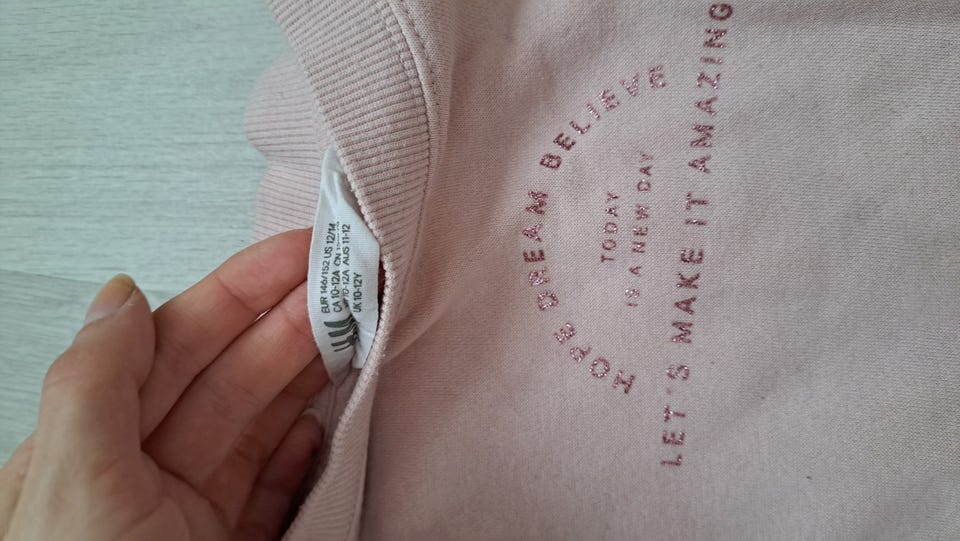 HOPE DREAM BELIEVE
TODAY
IS A NEW DAY
LET'S MAKE IT AMAZING
EUR 146/152 US 12/14
CA 10-12A CN
10-12A AUS 11-12
UK 10-12Y